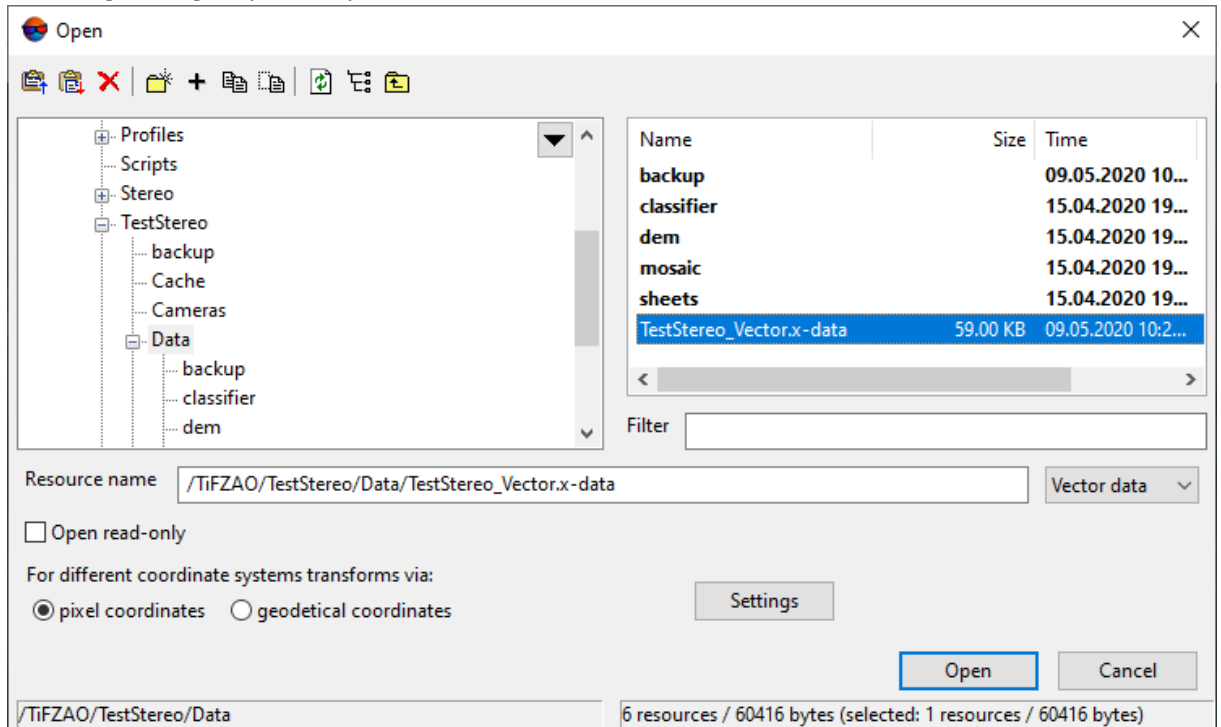 Open
Profiles
Scripts
Stereo
TestStereo
backup
Cache
Cameras
Data
backup
classifier
dem
Name Size Time
backup 09.05.2020 10...
classifier 15.04.2020 19...
dem 15.04.2020 19...
mosaic 15.04.2020 19...
sheets 15.04.2020 19...
TestStereo_Vector.x-data 59.00 KB 09.05.2020 10:2...
Filter
Resource name /TiFZAO/TestStereo/Data/TestStereo_Vector.x-data Vector data
Open read-only
For different coordinate systems transforms via:
pixel coordinates geodetical coordinates Settings
Open Cancel
/TiFZAO/TestStereo/Data 6 resources / 60416 bytes (selected: 1 resources / 60416 bytes)